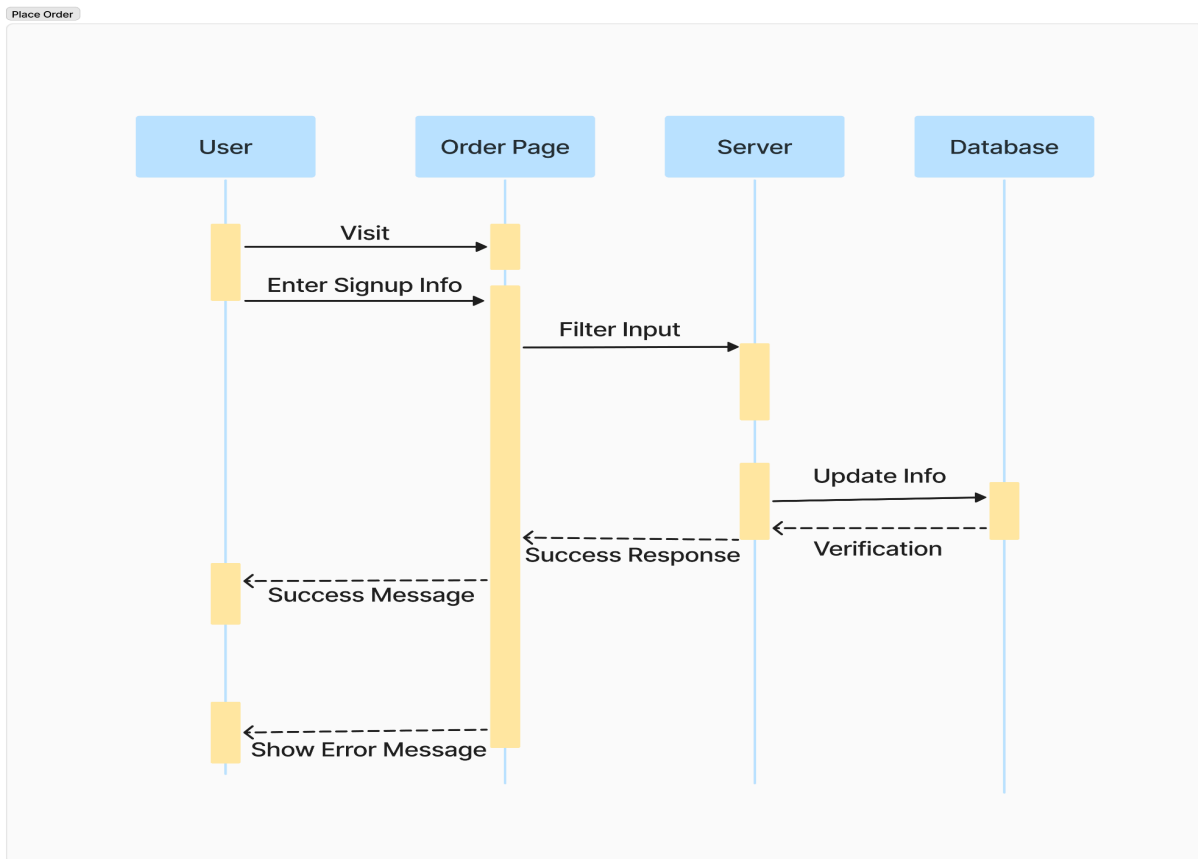 Place Order
User
Order Page
Server
Database
Visit
Enter Signup Info
Filter Input
Update Info
Verification
Success Response
Success Message
Show Error Message